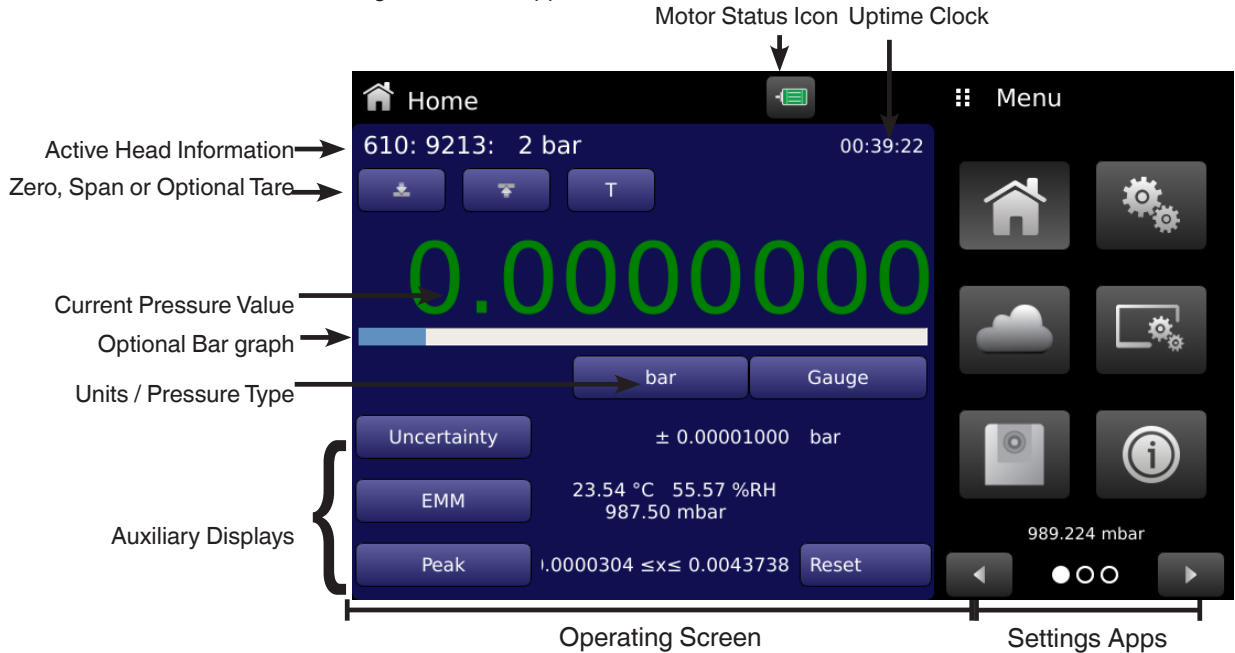 Motor Status Icon Uptime Clock
Home
Menu
Active Head Information
610: 9213: 2 bar
00:39:22
Zero, Span or Optional Tare
T
0.0000000
Current Pressure Value
Optional Bar graph
Units / Pressure Type
bar
Gauge
Uncertainty
± 0.00001000 bar
EMM
23.54 °C 55.57 %RH
987.50 mbar
Auxiliary Displays
989.224 mbar
Peak
.0000304 ≤x≤ 0.0043738
Reset
Operating Screen
Settings Apps